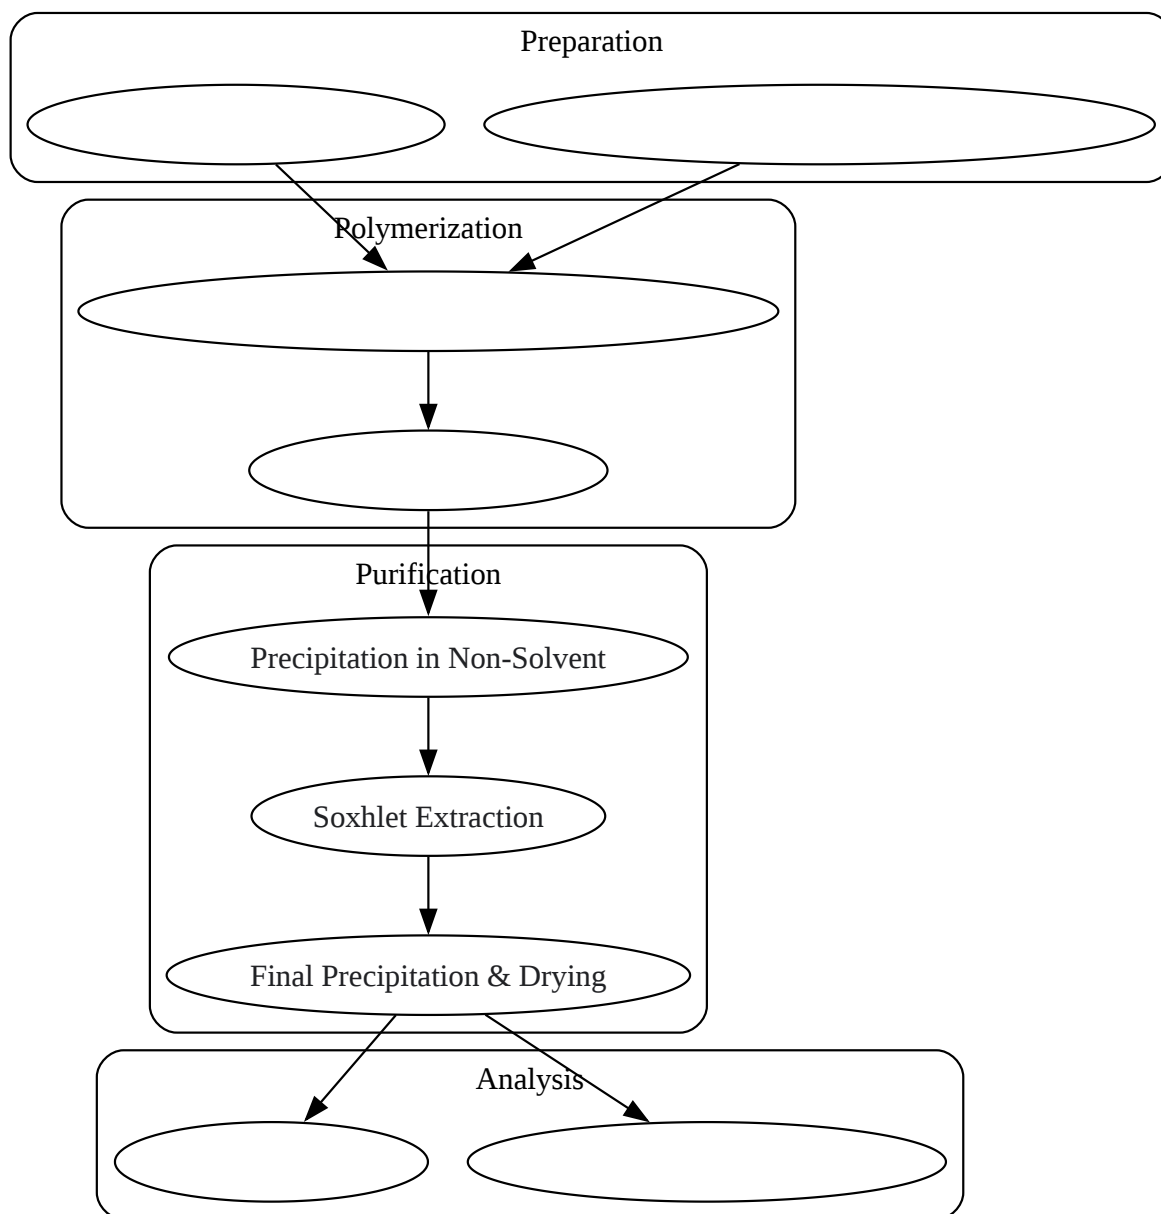 Preparation
Polymerization
Purification
Precipitation in Non-Solvent
Soxhlet Extraction
Final Precipitation & Drying
Analysis